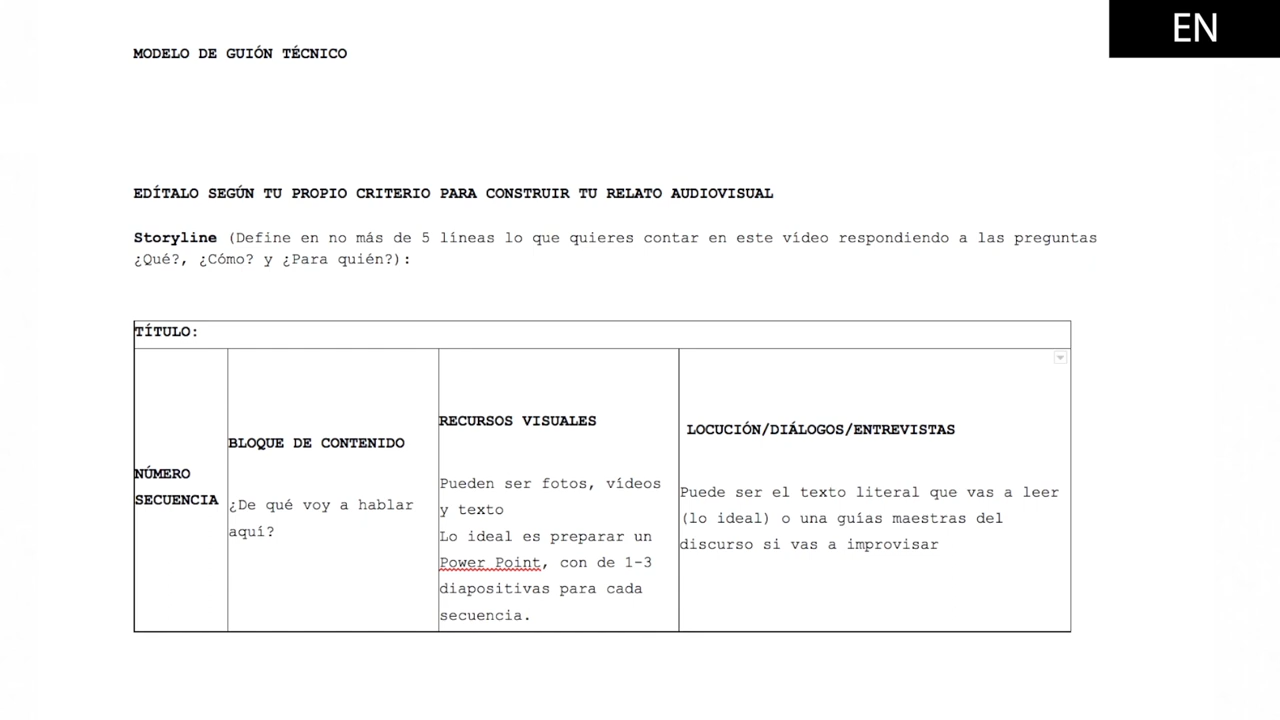 EN
MODELO DE GUIÓN TÉCNICO
EDÍTALO SEGÚN TU PROPIO CRITERIO PARA CONSTRUIR TU RELATO AUDIOVISUAL
Storyline (Define en no más de 5 líneas lo que quieres contar en este vídeo respondiendo a las preguntas
¿Qué?, ¿Cómo? y ¿Para quién?):
TÍTULO:
NÚMERO
SECUENCIA
BLOQUE DE CONTENIDO
¿De qué voy a hablar
aquí?
RECURSOS VISUALES
Pueden ser fotos, vídeos
y texto
Lo ideal es preparar un
Power Point, con de 1-3
diapositivas para cada
secuencia.
LOCUCIÓN/DIÁLOGOS/ENTREVISTAS
Puede ser el texto literal que vas a leer
(lo ideal) o una guías maestras del
discurso si vas a improvisar